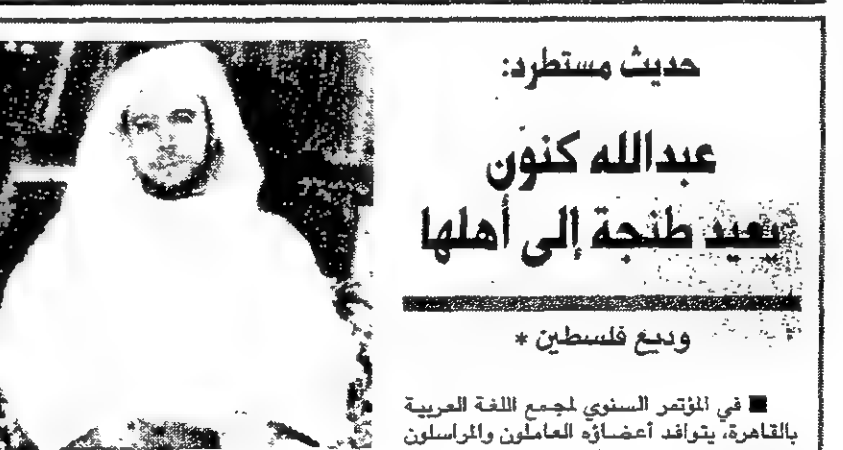 حديث مستطرد:
عبدالله كنوّن
يعيد طنجة إلى أهلها
وديع فلسطين *
■ في المؤتمر السنوي لمجمع اللغة العربية
بالقاهرة، يتوافد أعضاؤه العاملون والمراسلون